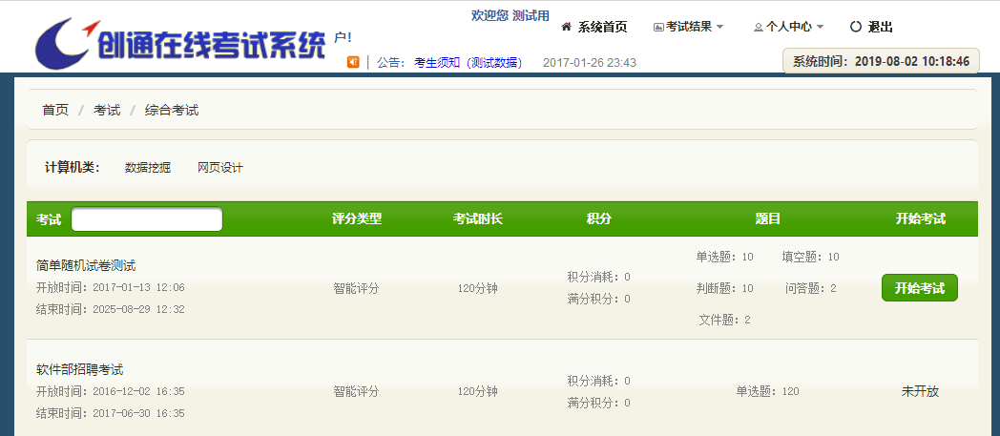 欢迎您 测试用
户!
创通在线考试系统
系统首页 考试结果 个人中心 退出
公告： 考生须知（测试数据） 2017-01-26 23:43
系统时间：2019-08-02 10:18:46
首页 / 考试 / 综合考试
计算机类： 数据挖掘 网页设计
考试 评分类型 考试时长 积分 题目 开始考试
简单随机试卷测试
开放时间：2017-01-13 12:06
结束时间：2025-08-29 12:32
智能评分
120分钟
积分消耗：0
满分积分：0
单选题：10 填空题：10
判断题：10 问答题：2
文件题：2
开始考试
软件部招聘考试
开放时间：2016-12-02 16:35
结束时间：2017-06-30 16:35
智能评分
120分钟
积分消耗：0
满分积分：0
单选题：120
未开放